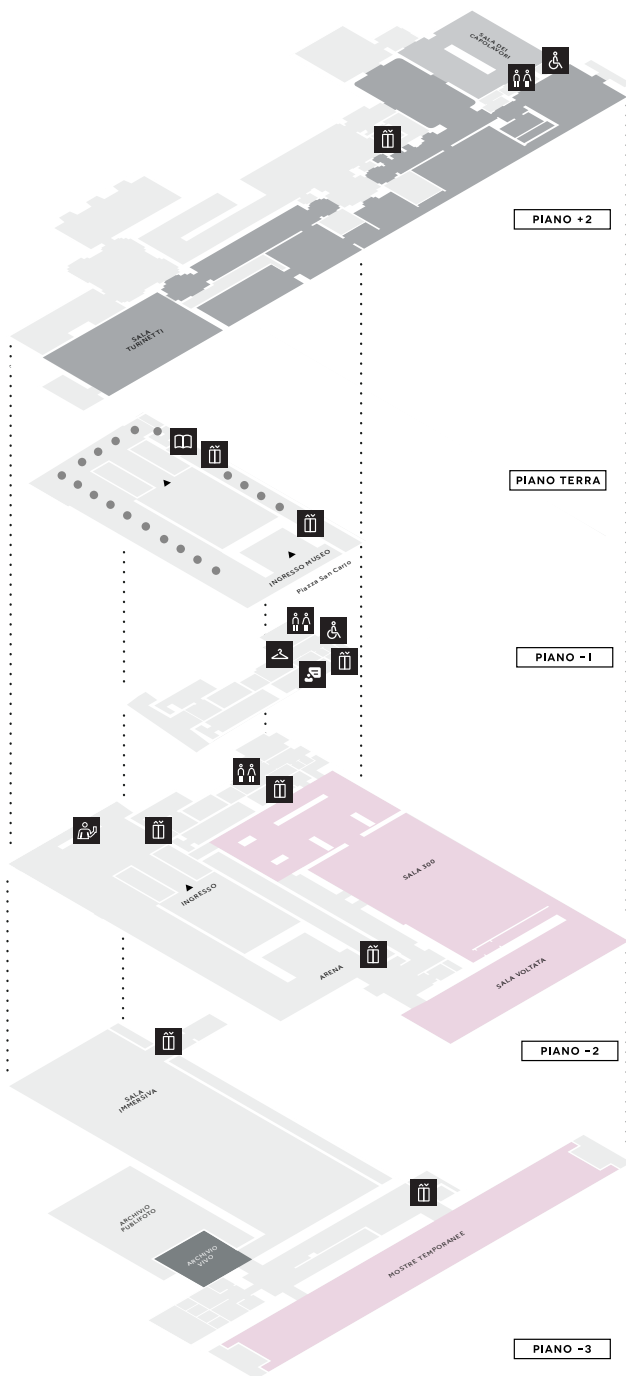 SALA DEI
CAPOLAVORI
PIANO +2
SALA
TURINETTI
PIANO TERRA
INGRESSO MUSEO
Piazza San Carlo
PIANO -1
SALA 300
INGRESSO
ARENA
SALA VOLTATA
PIANO -2
SALA
IMMERSIVA
ARCHIVIO
PUBLIFOTO
ARCHIVIO
VIVO
MOSTRE TEMPORANEE
PIANO -3